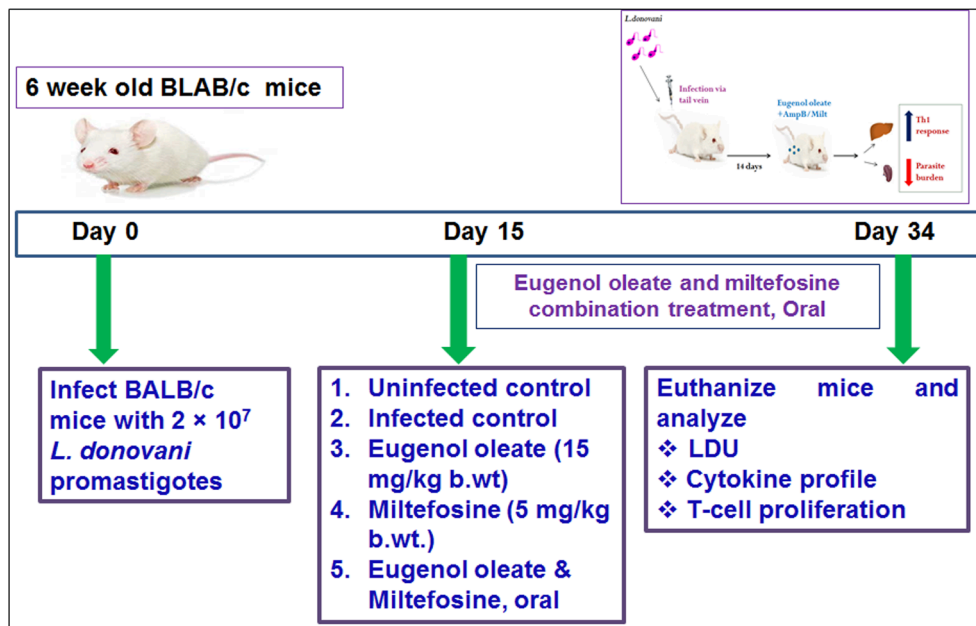 6 week old BLAB/c mice
L.donovani
Infection via
tail vein
Eugenol oleate
+AmpB/Milt
14 days
Th1
response
Parasite
burden
Day 0
Day 15
Day 34
Eugenol oleate and miltefosine
combination treatment, Oral
Infect BALB/c
mice with 2 × 10⁷
L. donovani
promastigotes
1. Uninfected control
2. Infected control
3. Eugenol oleate (15
mg/kg b.wt)
4. Miltefosine (5 mg/kg
b.wt.)
5. Eugenol oleate &
Miltefosine, oral
Euthanize mice and
analyze
❖ LDU
❖ Cytokine profile
❖ T-cell proliferation